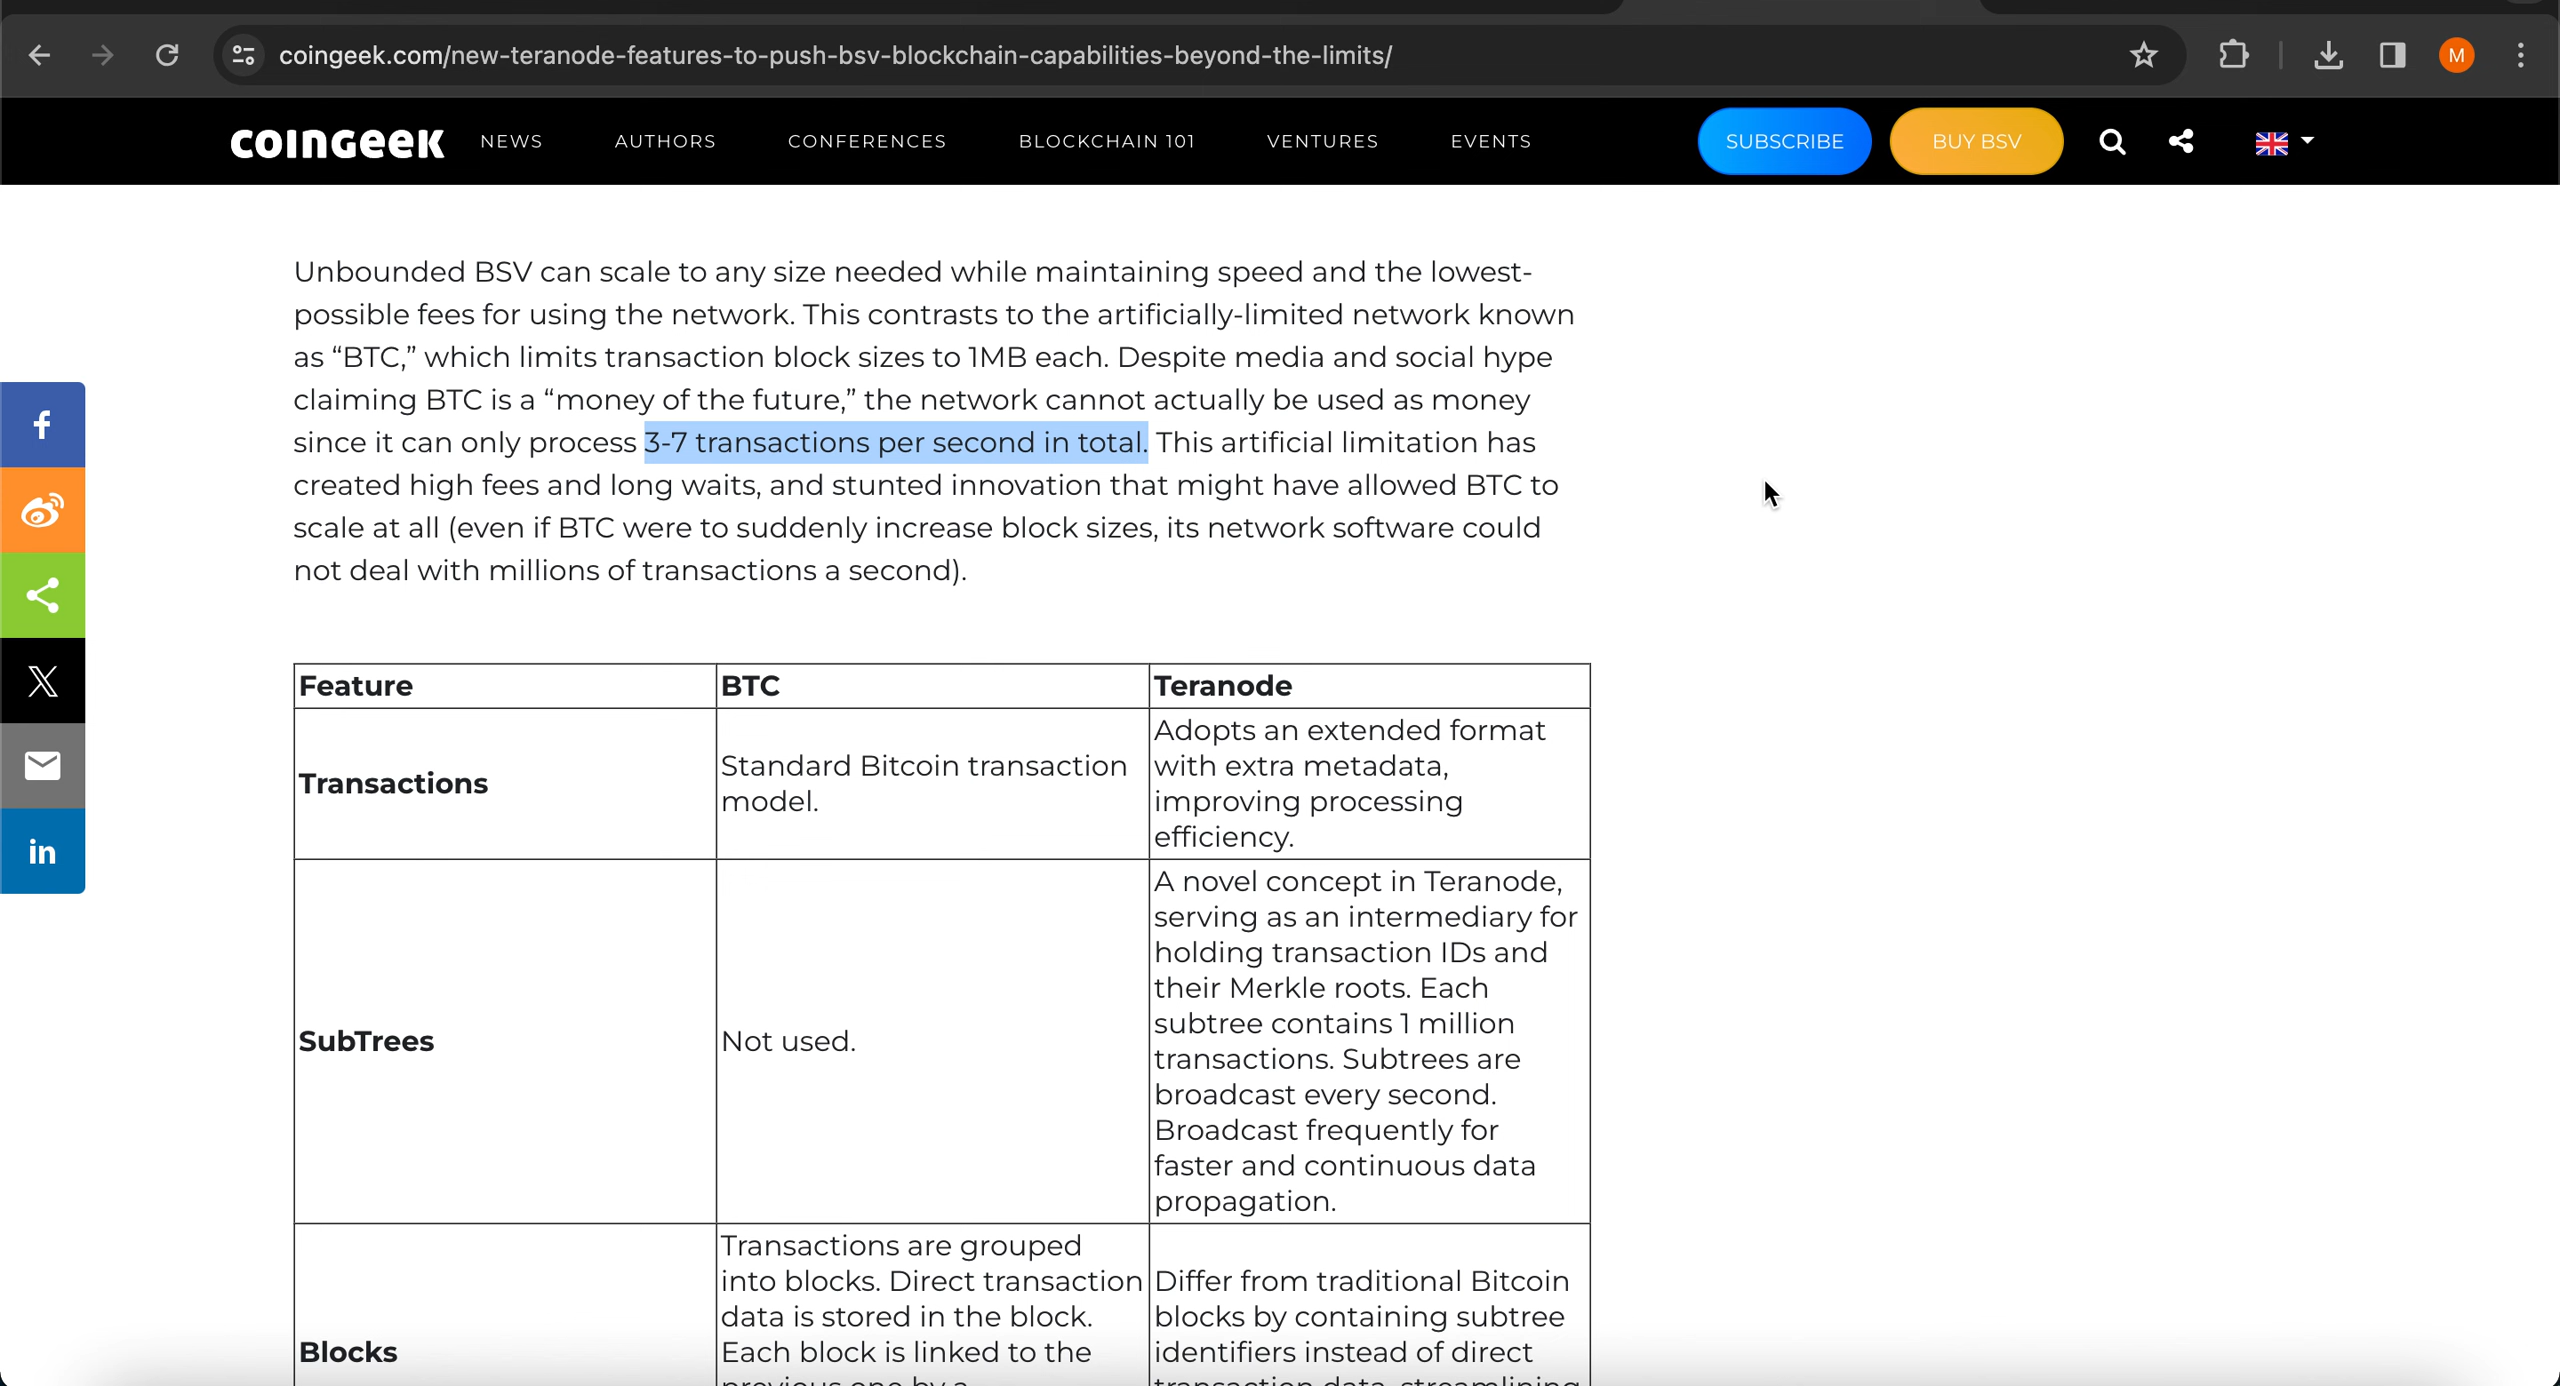 coingeek.com/new-teranode-features-to-push-bsv-blockchain-capabilities-beyond-the-limits/
M
COINGEEK
NEWS
AUTHORS
CONFERENCES
BLOCKCHAIN 101
VENTURES
EVENTS
SUBSCRIBE
BUY BSV
Unbounded BSV can scale to any size needed while maintaining speed and the lowest-
possible fees for using the network. This contrasts to the artificially-limited network known
as “BTC,” which limits transaction block sizes to 1MB each. Despite media and social hype
claiming BTC is a “money of the future,” the network cannot actually be used as money
since it can only process 3-7 transactions per second in total. This artificial limitation has
created high fees and long waits, and stunted innovation that might have allowed BTC to
scale at all (even if BTC were to suddenly increase block sizes, its network software could
not deal with millions of transactions a second).
Feature
BTC
Teranode
Transactions
Standard Bitcoin transaction
model.
Adopts an extended format
with extra metadata,
improving processing
efficiency.
SubTrees
Not used.
A novel concept in Teranode,
serving as an intermediary for
holding transaction IDs and
their Merkle roots. Each
subtree contains 1 million
transactions. Subtrees are
broadcast every second.
Broadcast frequently for
faster and continuous data
propagation.
Blocks
Transactions are grouped
into blocks. Direct transaction
data is stored in the block.
Each block is linked to the
previous one by a
Differ from traditional Bitcoin
blocks by containing subtree
identifiers instead of direct
transaction data, streamlining